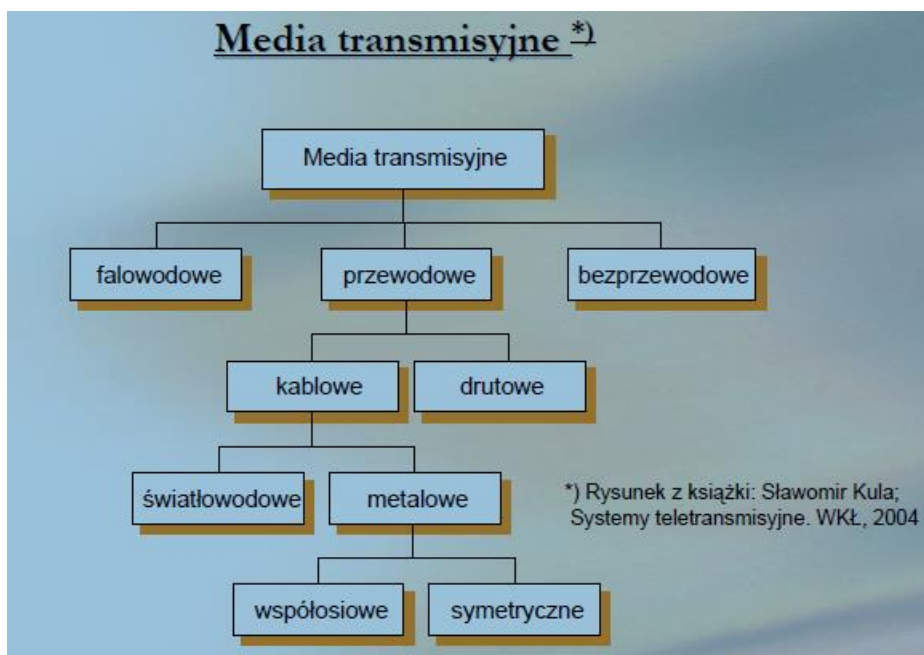 Media transmisyjne *)
Media transmisyjne
falowodowe
przewodowe
bezprzewodowe
kablowe
drutowe
światłowodowe
metalowe
*) Rysunek z książki: Sławomir Kula;
Systemy teletransmisyjne. WKŁ, 2004
współosiowe
symetryczne